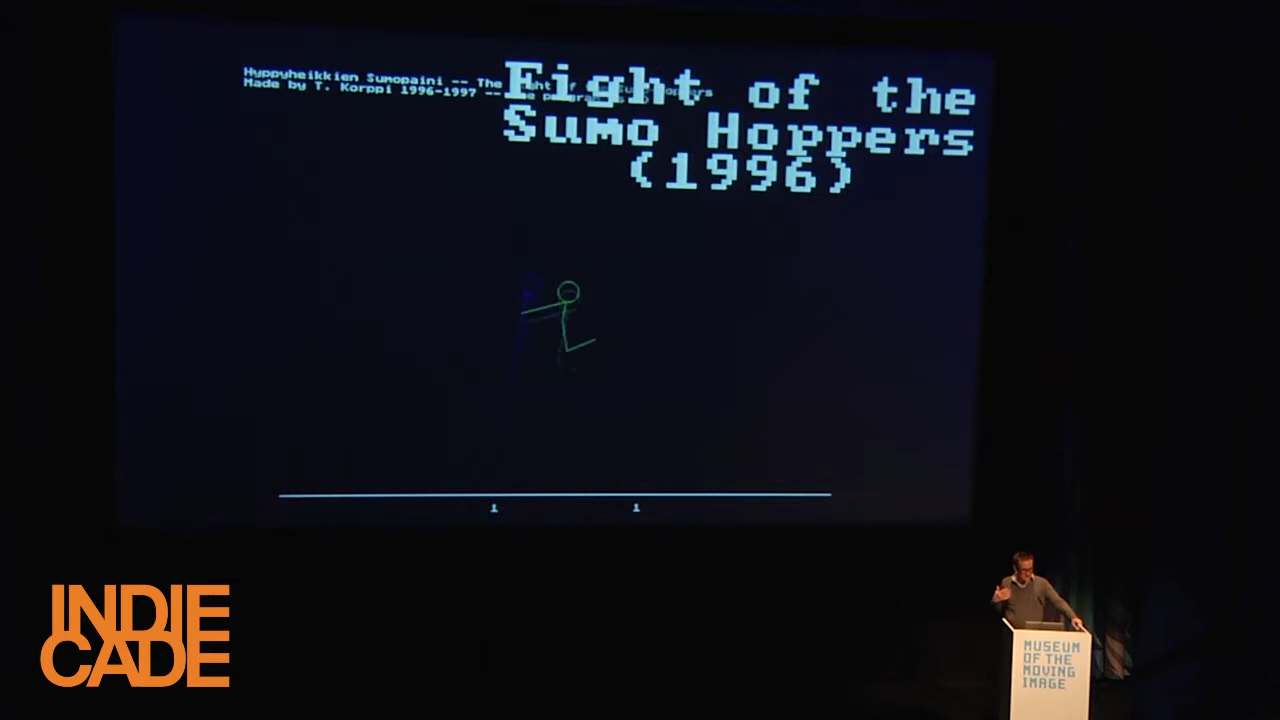 Hyppyheikkien Sumopaini -- The
Made by T. Korppi 1996-1997 --
Fight of the
Sumo Hoppers
(1996)
1 1
INDIE
CADE
MUSEUM
OF THE
MOVING
IMAGE